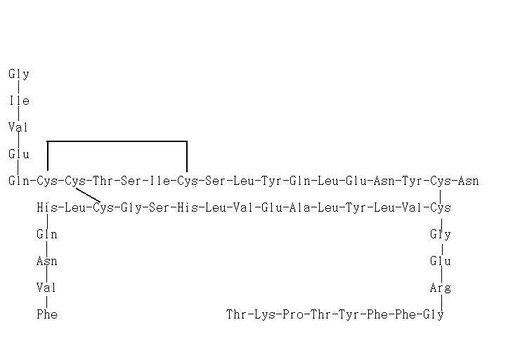 Gly
Ile
Val
Glu
Gln-Cys-Cys-Thr-Ser-Ile-Cys-Ser-Leu-Tyr-Gln-Leu-Glu-Asn-Tyr-Cys-Asn
His-Leu-Cys-Gly-Ser-His-Leu-Val-Glu-Ala-Leu-Tyr-Leu-Val-Cys
Gln Gly
Asn Glu
Val Arg
Phe Thr-Lys-Pro-Thr-Tyr-Phe-Phe-Gly